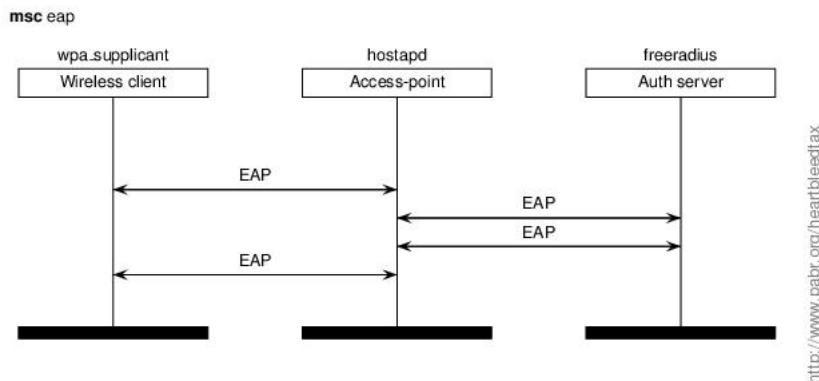 msc eap
wpa_supplicant
hostapd
freeradius
Wireless client
Access-point
Auth server
EAP
EAP
EAP
EAP
http://www.pabr.org/heartbleedtax